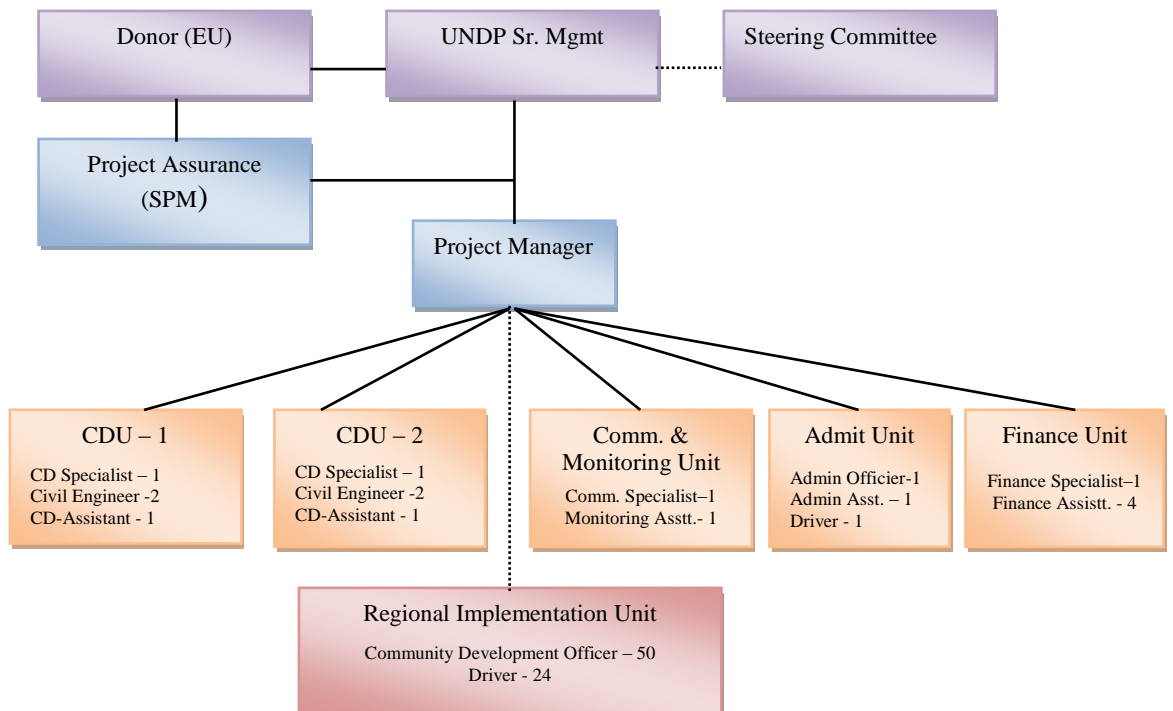 Donor (EU)
UNDP Sr. Mgmt
Steering Committee
Project Assurance
(SPM)
Project Manager
CDU – 1
CD Specialist – 1
Civil Engineer -2
CD-Assistant - 1
CDU – 2
CD Specialist – 1
Civil Engineer -2
CD-Assistant - 1
Comm. &
Monitoring Unit
Comm. Specialist–1
Monitoring Asstt.- 1
Admit Unit
Admin Officier-1
Admin Asst. – 1
Driver - 1
Finance Unit
Finance Specialist–1
Finance Assistt. - 4
Regional Implementation Unit
Community Development Officer – 50
Driver - 24